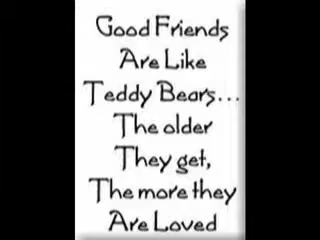 Good Friends
Are Like
Teddy Bears...
The older
They get,
The more they
Are Loved